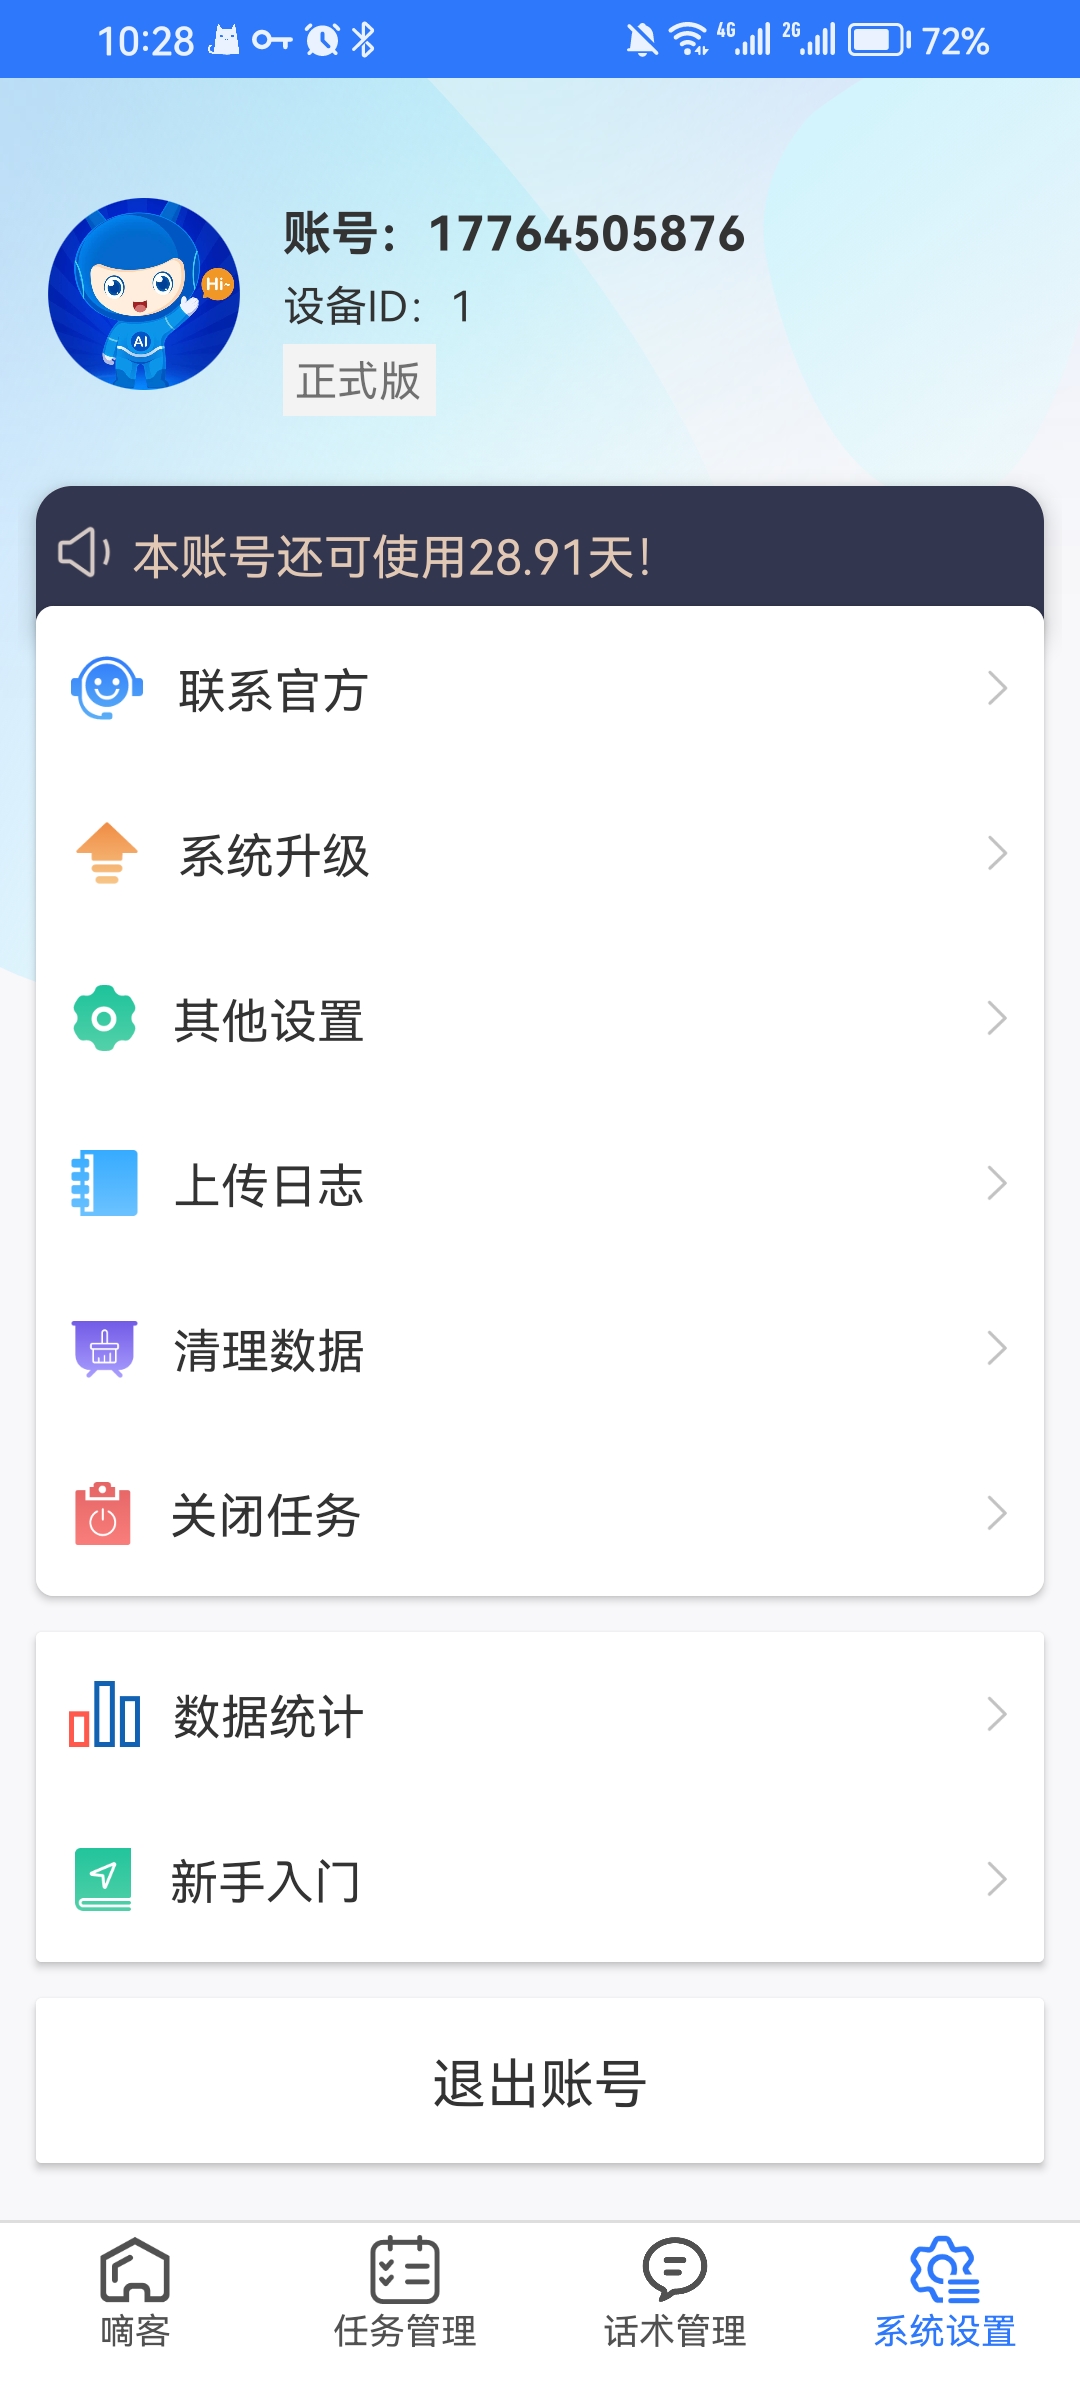 10:28
4G
2G
72%
Hi~
AI
账号：17764505876
设备ID：1
正式版
本账号还可使用28.91天！
联系官方
系统升级
其他设置
上传日志
清理数据
关闭任务
数据统计
新手入门
退出账号
嘀客
任务管理
话术管理
系统设置